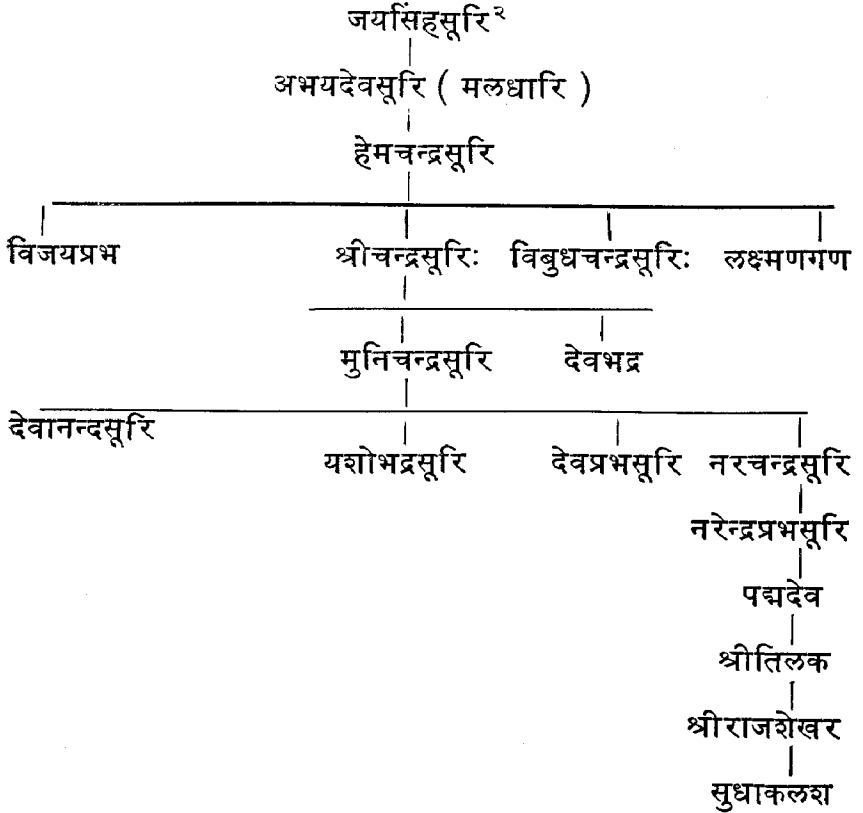 जयसिंहसूरि२
अभयदेवसूरि ( मलधारि )
हेमचन्द्रसूरि
विजयप्रभ श्रीचन्द्रसूरिः विबुधचन्द्रसूरिः लक्ष्मणगण
मुनिचन्द्रसूरि देवभद्र
देवानन्दसूरि
यशोभद्रसूरि देवप्रभसूरि नरचन्द्रसूरि
नरेन्द्रप्रभसूरि
पद्मदेव
श्रीतिलक
श्रीराजशेखर
सुधाकलश